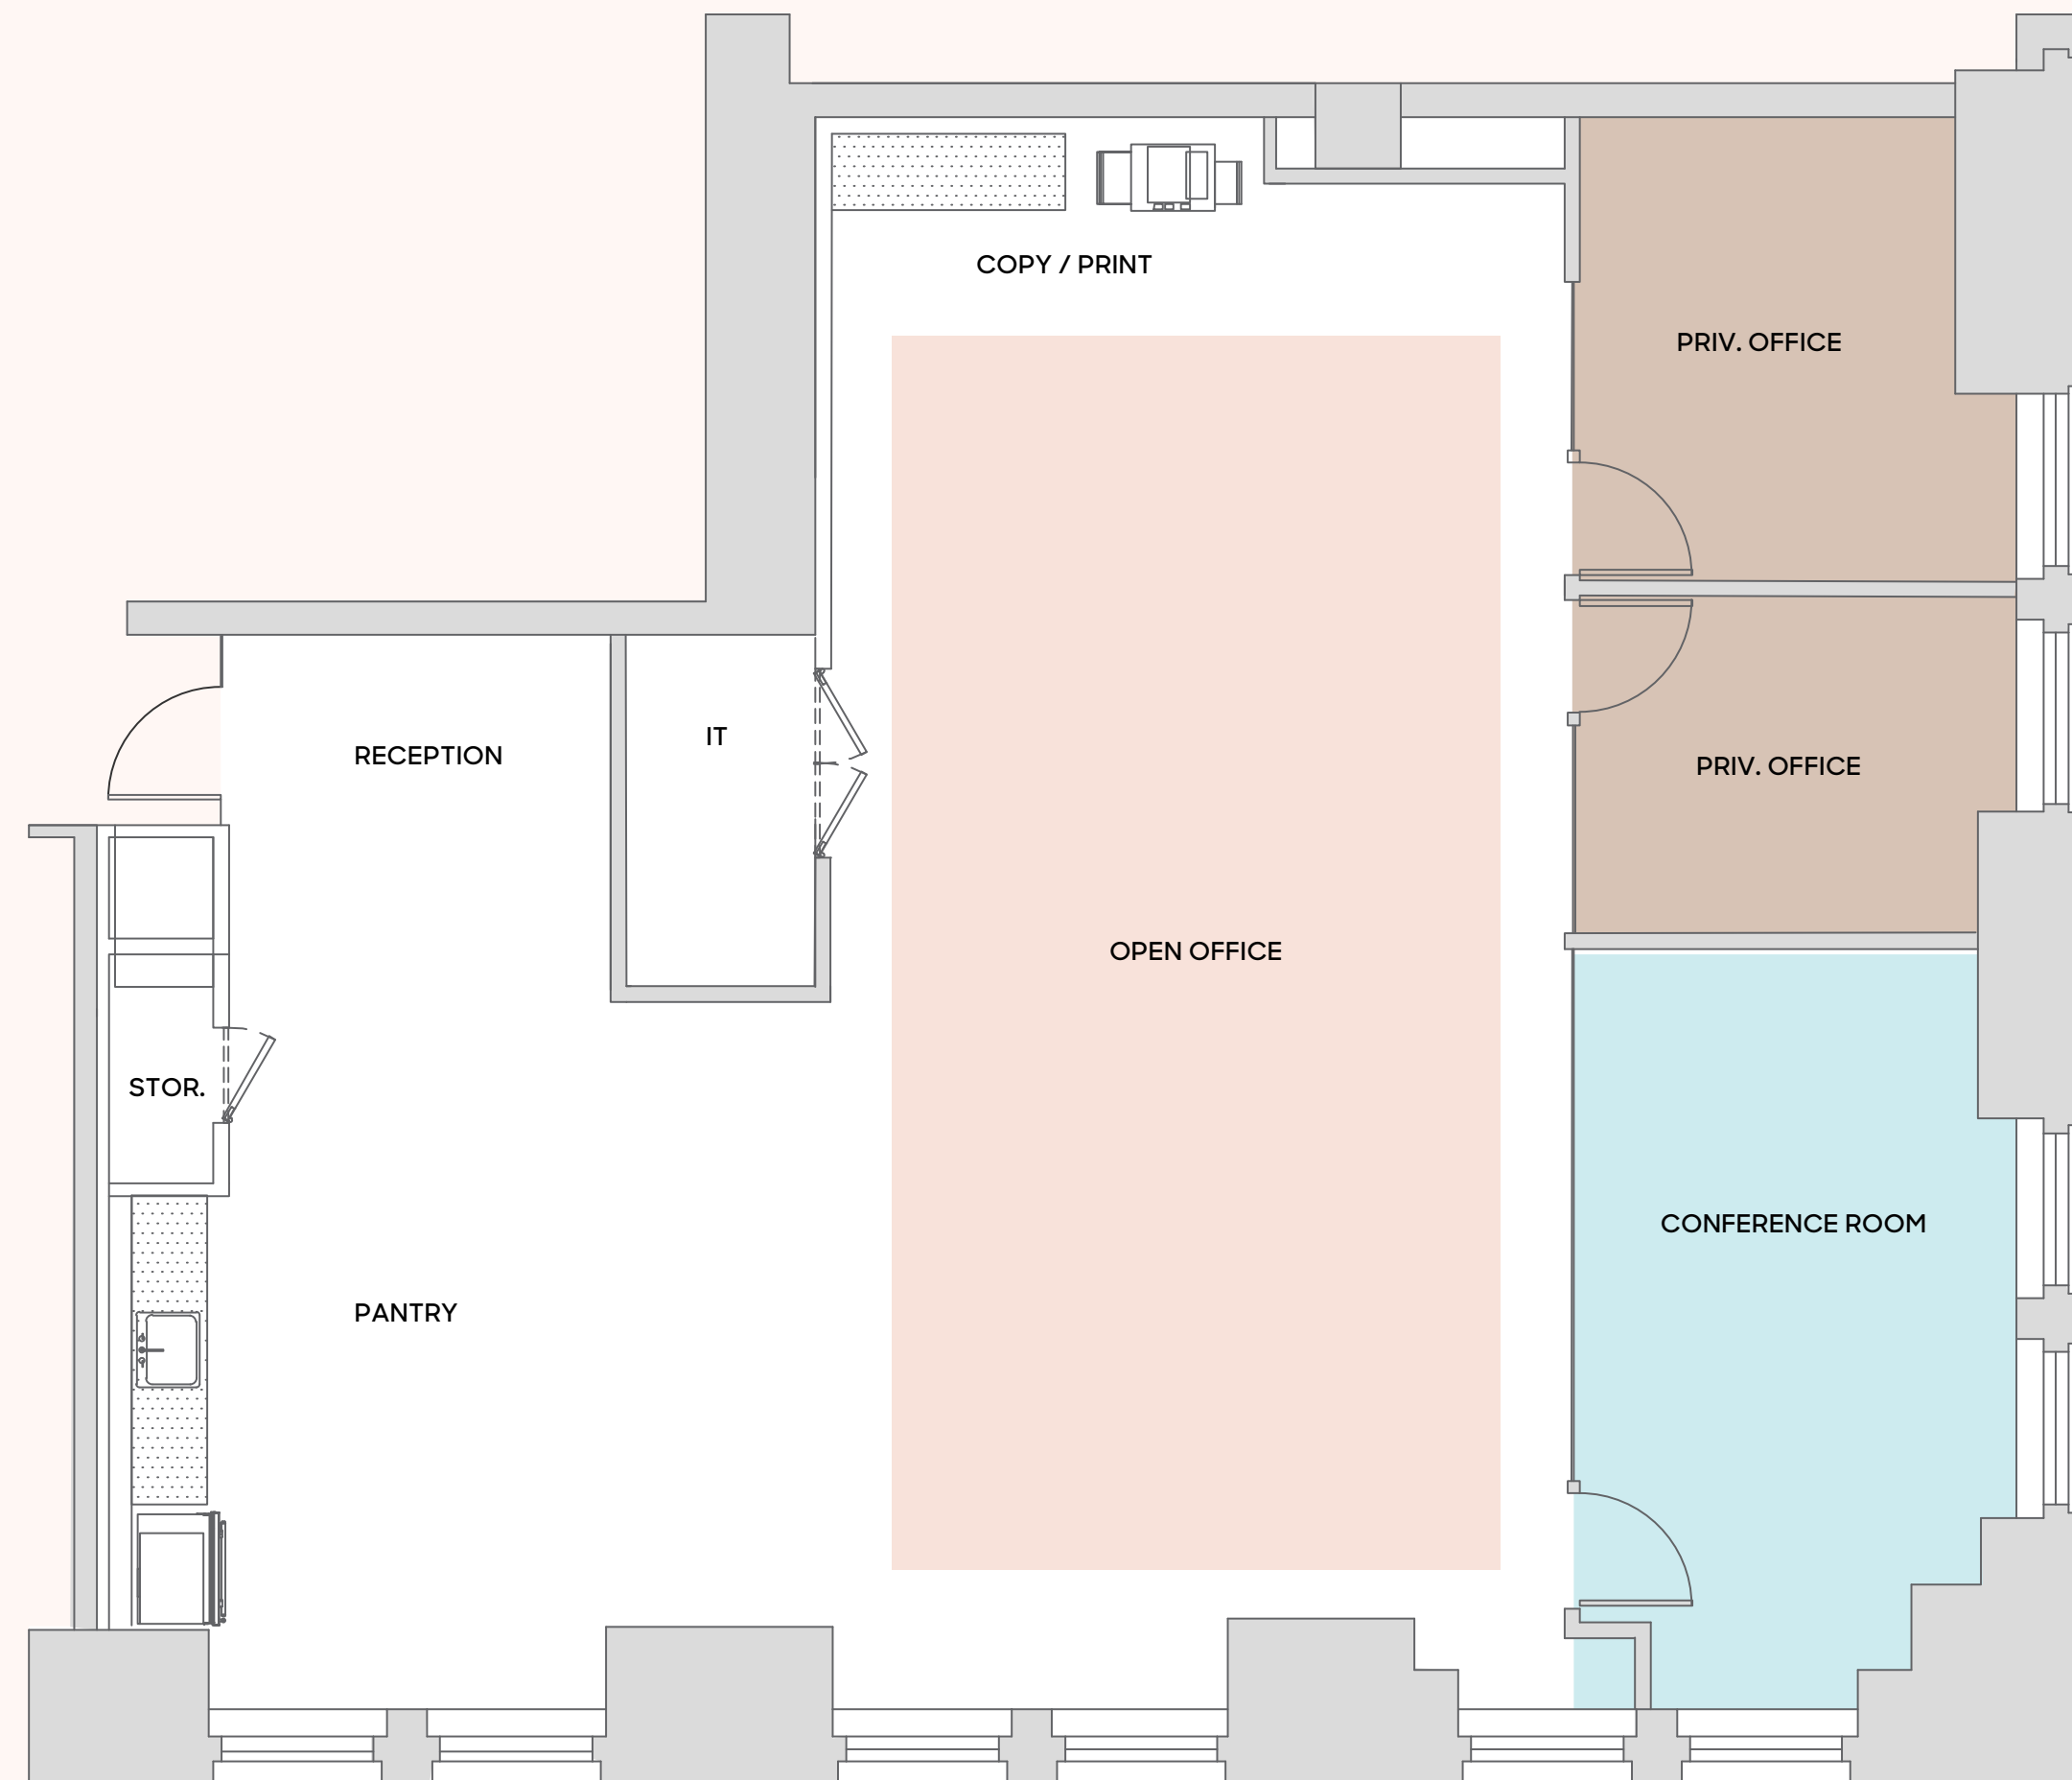 COPY / PRINT
PRIV. OFFICE
RECEPTION
IT
PRIV. OFFICE
OPEN OFFICE
STOR.
CONFERENCE ROOM
PANTRY